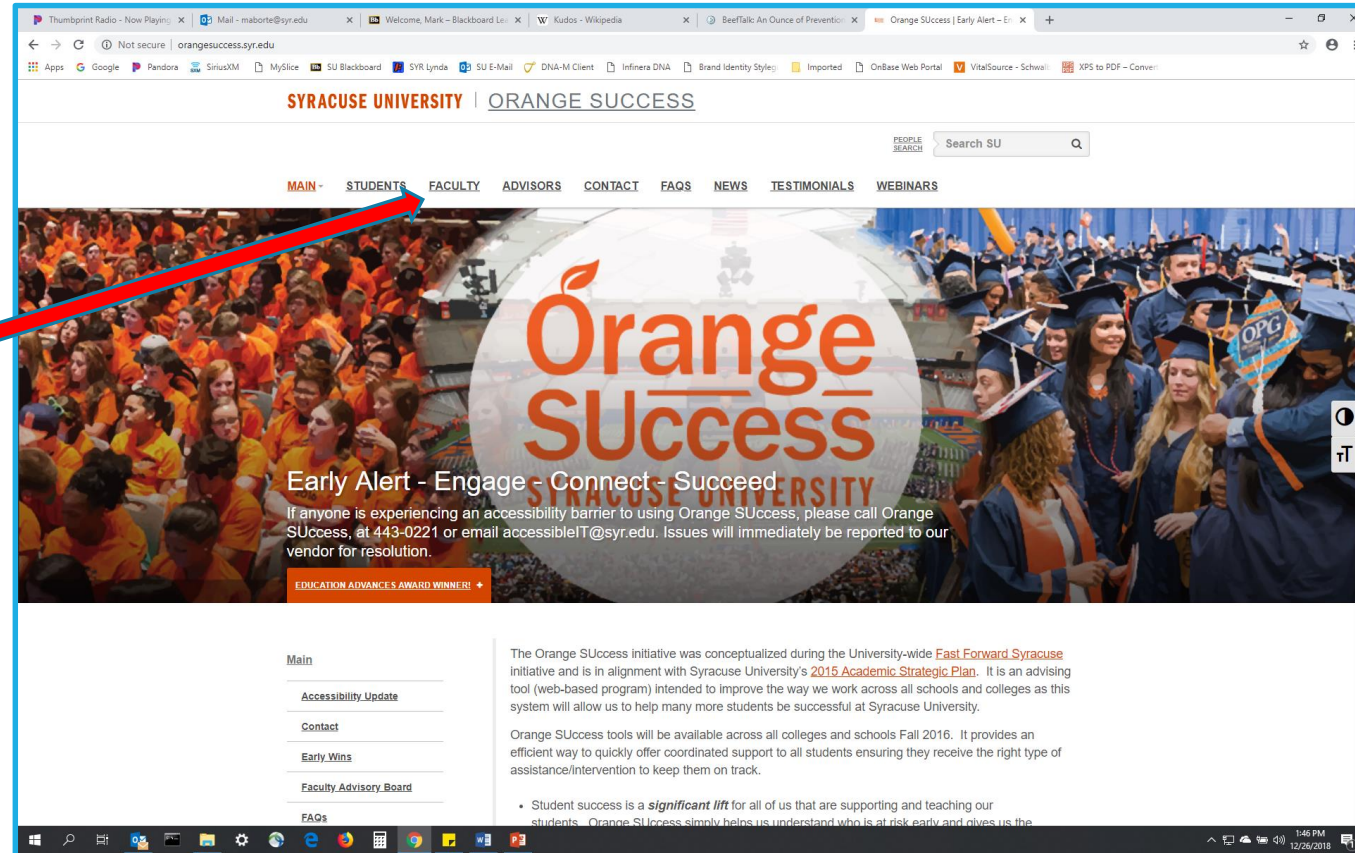 Thumbprint Radio - Now Playing
Mail - maborte@syr.edu
Welcome, Mark – Blackboard Lea
Kudos - Wikipedia
BeefTalk: An Ounce of Prevention
Orange SUccess | Early Alert – En
Not secure | orangesuccess.syr.edu
Apps Google Pandora SiriusXM MySlice SU Blackboard SYR Lynda SU E-Mail DNA-M Client Infinera DNA Brand Identity Styleg Imported OnBase Web Portal VitalSource - Schwalb XPS to PDF – Convert
SYRACUSE UNIVERSITY | ORANGE SUCCESS
PEOPLE
SEARCH
Search SU
MAIN STUDENTS FACULTY ADVISORS CONTACT FAQS NEWS TESTIMONIALS WEBINARS
Orange
SUccess
SYRACUSE UNIVERSITY
OPG
Early Alert - Engage - Connect - Succeed
If anyone is experiencing an accessibility barrier to using Orange SUccess, please call Orange
SUccess, at 443-0221 or email accessibleIT@syr.edu. Issues will immediately be reported to our
vendor for resolution.
EDUCATION ADVANCES AWARD WINNER! +
Main
Accessibility Update
Contact
Early Wins
Faculty Advisory Board
FAQs
The Orange SUccess initiative was conceptualized during the University-wide Fast Forward Syracuse
initiative and is in alignment with Syracuse University's 2015 Academic Strategic Plan. It is an advising
tool (web-based program) intended to improve the way we work across all schools and colleges as this
system will allow us to help many more students be successful at Syracuse University.
Orange SUccess tools will be available across all colleges and schools Fall 2016. It provides an
efficient way to quickly offer coordinated support to all students ensuring they receive the right type of
assistance/intervention to keep them on track.
• Student success is a significant lift for all of us that are supporting and teaching our
students. Orange SUccess simply helps us understand who is at risk early and gives us the
1:46 PM
12/26/2018